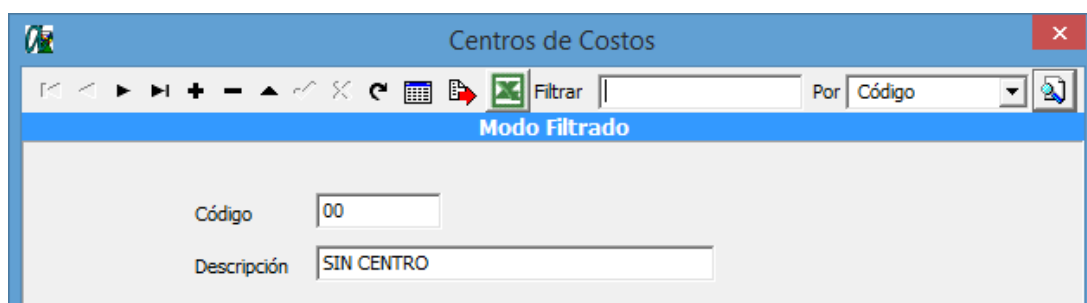 Centros de Costos
Filtrar Por Código
Modo Filtrado
Código 00
Descripción SIN CENTRO